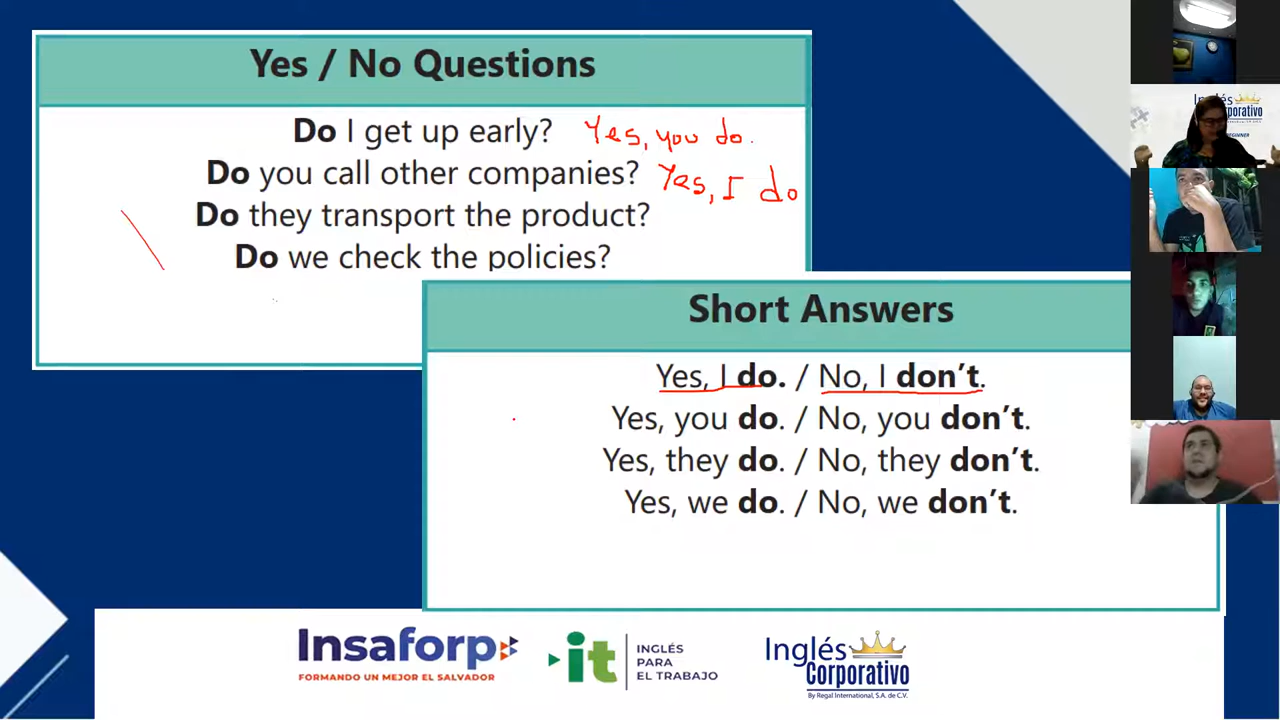 Yes / No Questions
Do I get up early? Yes, you do.
Do you call other companies? Yes, I do
Do they transport the product?
Do we check the policies?
Short Answers
Yes, I do. / No, I don't.
Yes, you do. / No, you don't.
Yes, they do. / No, they don't.
Yes, we do. / No, we don't.
Insaforp
FORMANDO UN MEJOR EL SALVADOR
it
INGLÉS
PARA
EL TRABAJO
Inglés
Corporativo
By Regal International, S.A. de C.V.
Inglés
Corporativo